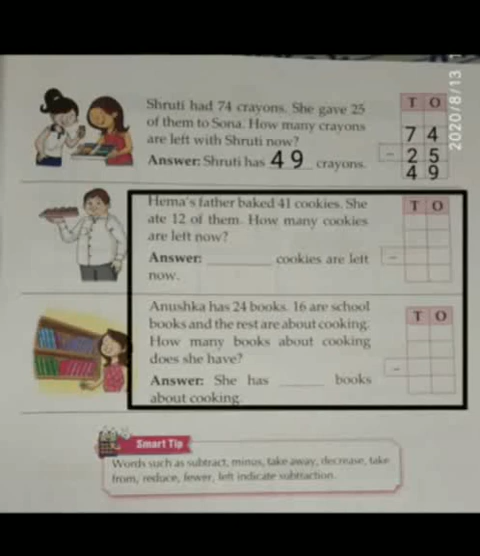 Shruti had 74 crayons. She gave 25
of them to Sona. How many crayons
are left with Shruti now?
Answer: Shruti has 49 crayons.
T O
7 4
- 2 5
4 9
Hema's father baked 41 cookies. She
ate 12 of them. How many cookies
are left now?
Answer: ________ cookies are left
now.
T O
-
Anushka has 24 books. 16 are school
books and the rest are about cooking.
How many books about cooking
does she have?
Answer: She has ______ books
about cooking.
T O
-
Smart Tip
Words such as subtract, minus, take away, decrease, take
from, reduce, fewer, left indicate subtraction.
2020/8/13